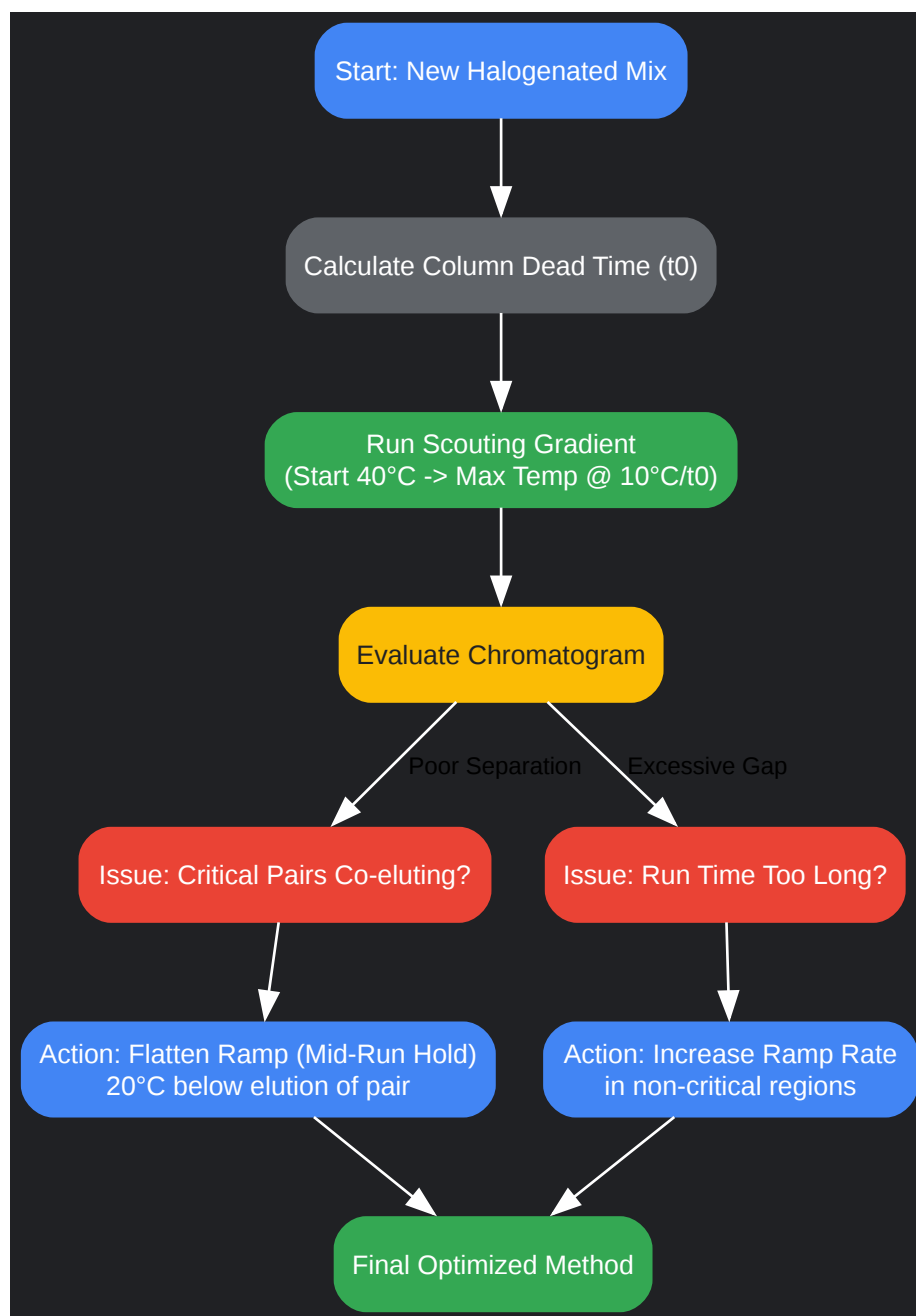 Start: New Halogenated Mix
Calculate Column Dead Time (t0)
Run Scouting Gradient
(Start 40°C -> Max Temp @ 10°C/t0)
Evaluate Chromatogram
Poor Separation
Excessive Gap
Issue: Critical Pairs Co-eluting?
Issue: Run Time Too Long?
Action: Flatten Ramp (Mid-Run Hold)
20°C below elution of pair
Action: Increase Ramp Rate
in non-critical regions
Final Optimized Method